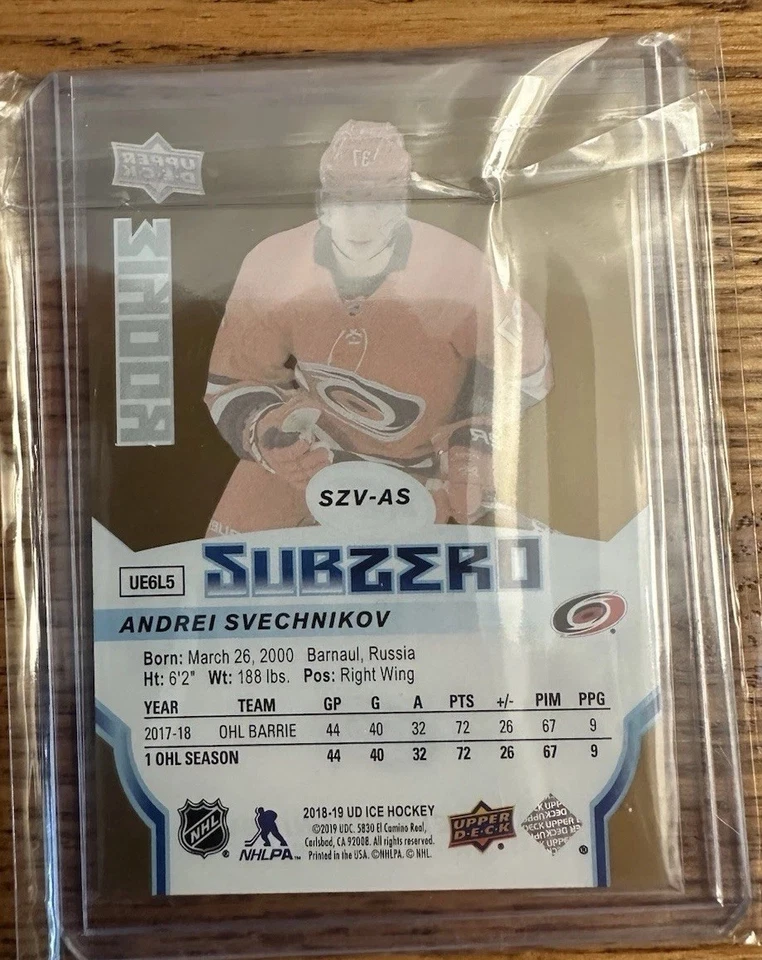 UPPER DECK
ROOKIE
37
SZV-AS
SUBZERO
UE6L5
ANDREI SVECHNIKOV
Born: March 26, 2000 Barnaul, Russia
Ht: 6'2" Wt: 188 lbs. Pos: Right Wing
YEAR TEAM GP G A PTS +/- PIM PPG
2017-18 OHL BARRIE 44 40 32 72 26 67 9
1 OHL SEASON 44 40 32 72 26 67 9
NHL
NHLPA
2018-19 UD ICE HOCKEY
©2019 UDC. 5830 El Camino Real,
Carlsbad, CA 92008. All rights reserved.
Printed in the USA. ©NHLPA. © NHL.
UPPER
D·E·C·K